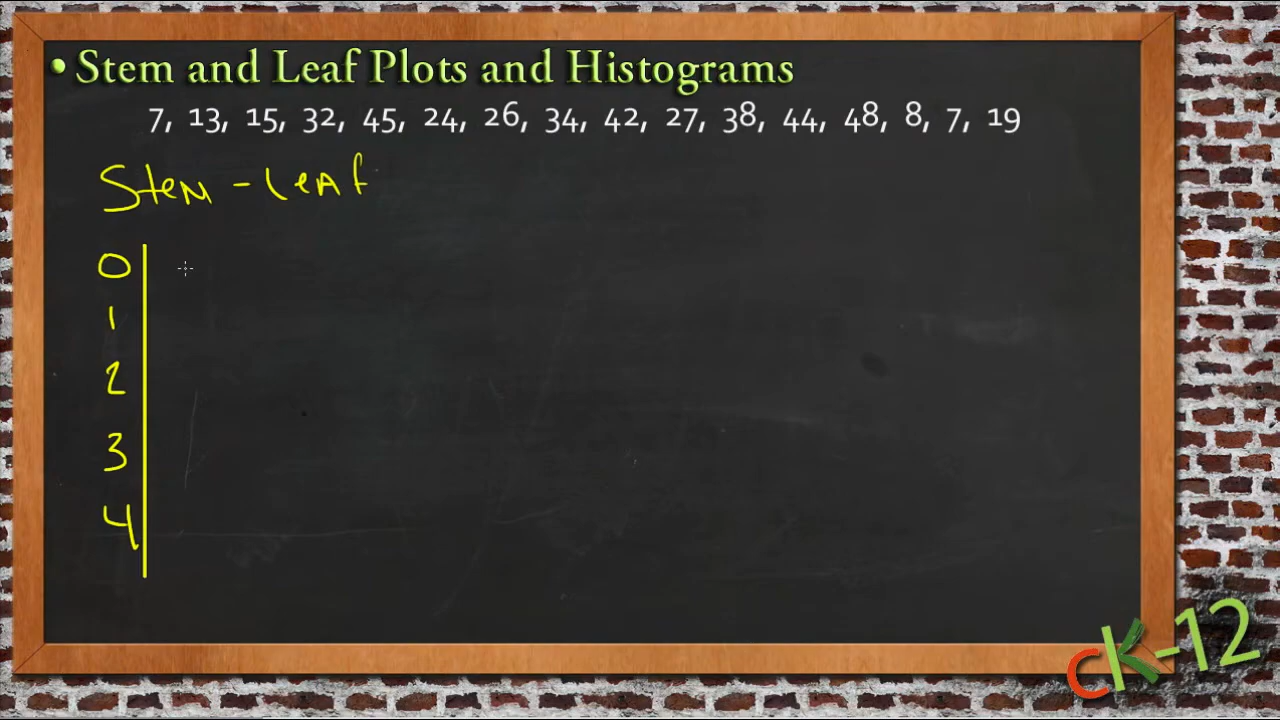 • Stem and Leaf Plots and Histograms
7, 13, 15, 32, 45, 24, 26, 34, 42, 27, 38, 44, 48, 8, 7, 19
Stem - Leaf
0
1
2
3
4
CK-12